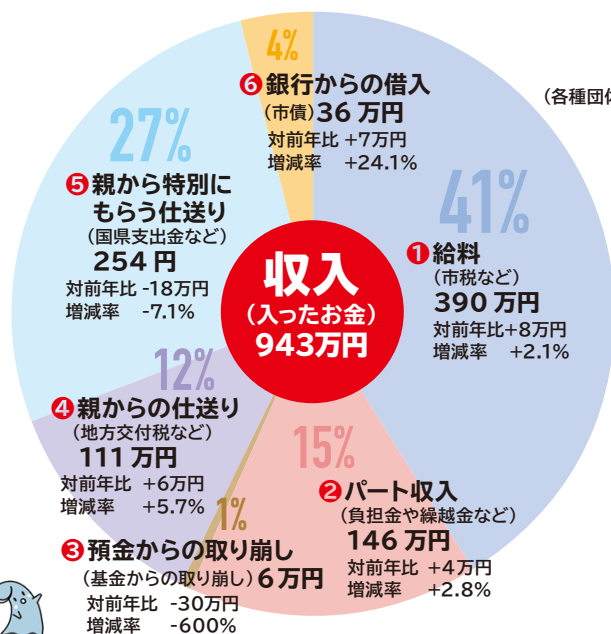 収入
(入ったお金)
943万円
41%
❶給料
(市税など)
390 万円
対前年比+8万円
増減率 +2.1%
15%
❷パート収入
(負担金や繰越金など)
146 万円
対前年比 +4万円
増減率 +2.8%
1%
❸預金からの取り崩し
(基金からの取り崩し)6万円
対前年比 -30万円
増減率 -600%
12%
❹親からの仕送り
(地方交付税など)
111 万円
対前年比 +6万円
増減率 +5.7%
27%
❺親から特別に
もらう仕送り
(国県支出金など)
254 円
対前年比 -18万円
増減率 -7.1%
4%
❻銀行からの借入
(市債)36 万円
対前年比 +7万円
増減率 +24.1%
(各種団体